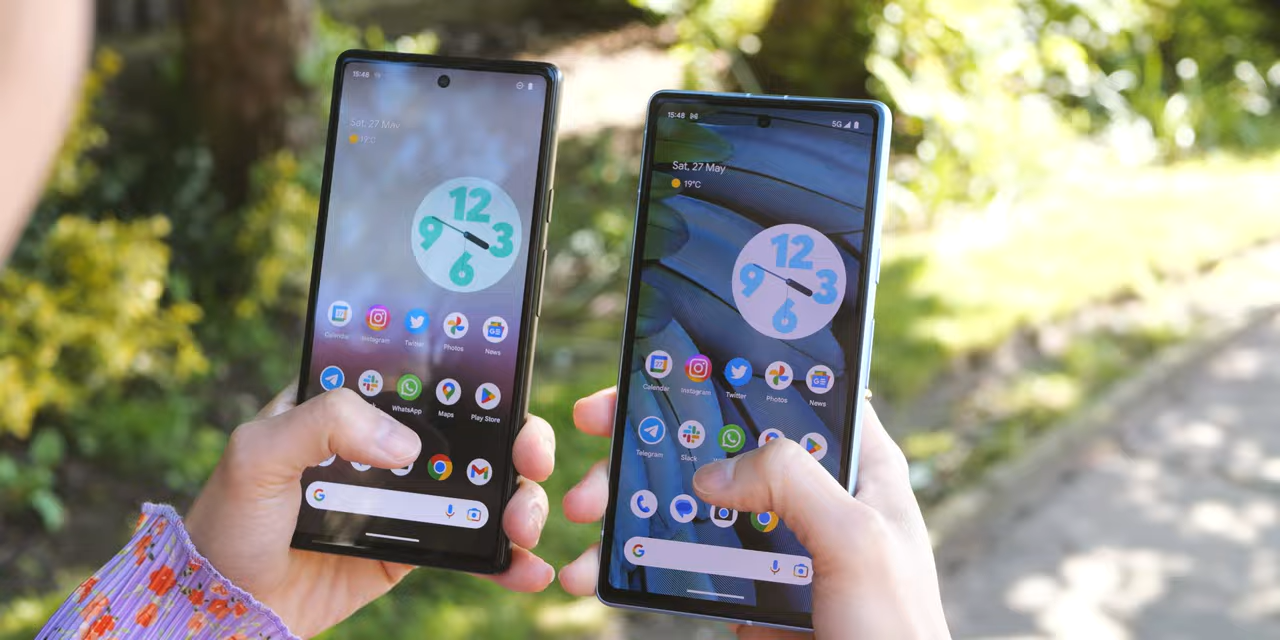 15:48
Sat, 27 May
19°C
12
9 3
6
Calendar Instagram Twitter Photos News
WhatsApp Maps Play Store
G
15:48 5G
Sat, 27 May
19°C
12
9 3
6
Calendar Instagram Twitter Photos News
Telegram Slack
G